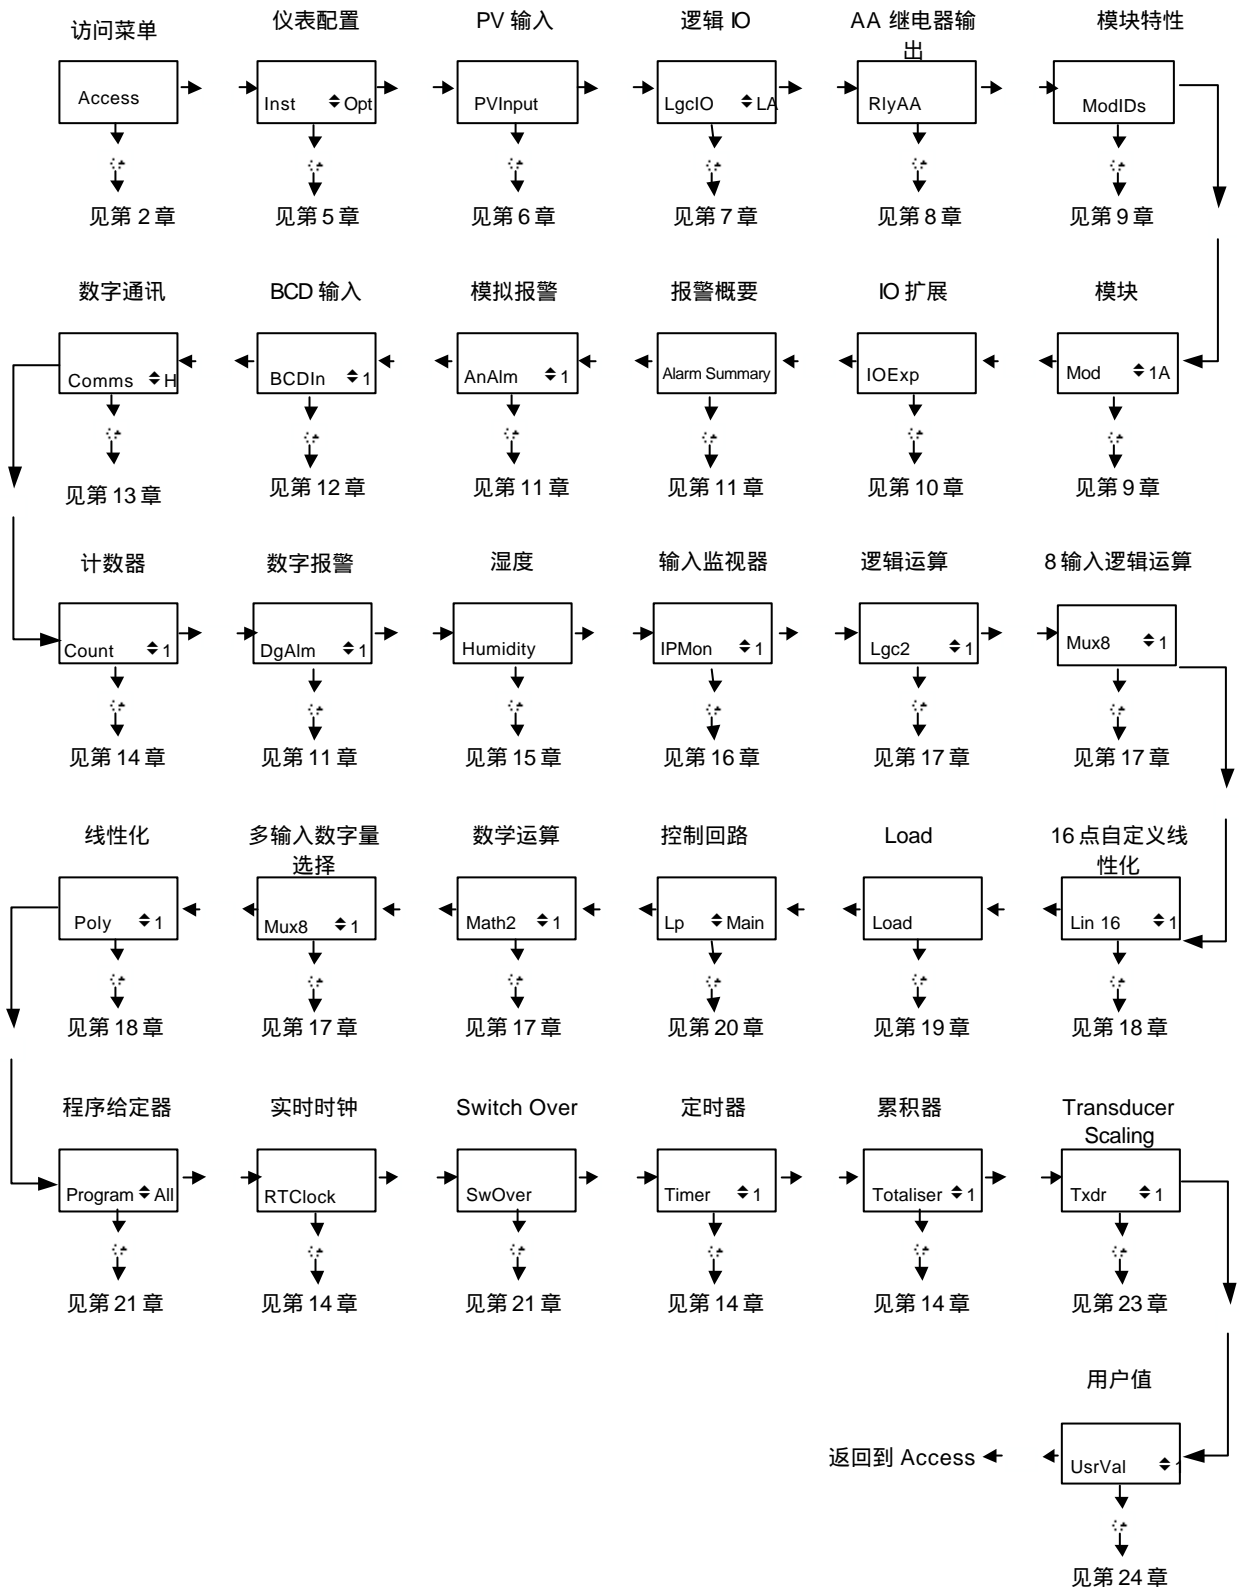 访问菜单
仪表配置
PV 输入
逻辑 IO
AA 继电器输
出
模块特性
Access
Inst Opt
PVInput
LgcIO LA
RlyAA
ModIDs
见第 2 章
见第 5 章
见第 6 章
见第 7 章
见第 8 章
见第 9 章
数字通讯
BCD 输入
模拟报警
报警概要
IO 扩展
模块
Comms H
BCDIn 1
AnAlm 1
Alarm Summary
IOExp
Mod 1A
见第 13 章
见第 12 章
见第 11 章
见第 11 章
见第 10 章
见第 9 章
计数器
数字报警
湿度
输入监视器
逻辑运算
8 输入逻辑运算
Count 1
DgAlm 1
Humidity
IPMon 1
Lgc2 1
Mux8 1
见第 14 章
见第 11 章
见第 15 章
见第 16 章
见第 17 章
见第 17 章
线性化
多输入数字量
选择
数学运算
控制回路
Load
16 点自定义线
性化
Poly 1
Mux8 1
Math2 1
Lp Main
Load
Lin 16 1
见第 18 章
见第 17 章
见第 17 章
见第 20 章
见第 19 章
见第 18 章
程序给定器
实时时钟
Switch Over
定时器
累积器
Transducer
Scaling
Program All
RTClock
SwOver
Timer 1
Totaliser 1
Txdr 1
见第 21 章
见第 14 章
见第 21 章
见第 14 章
见第 14 章
见第 23 章
用户值
返回到 Access
UsrVal
见第 24 章